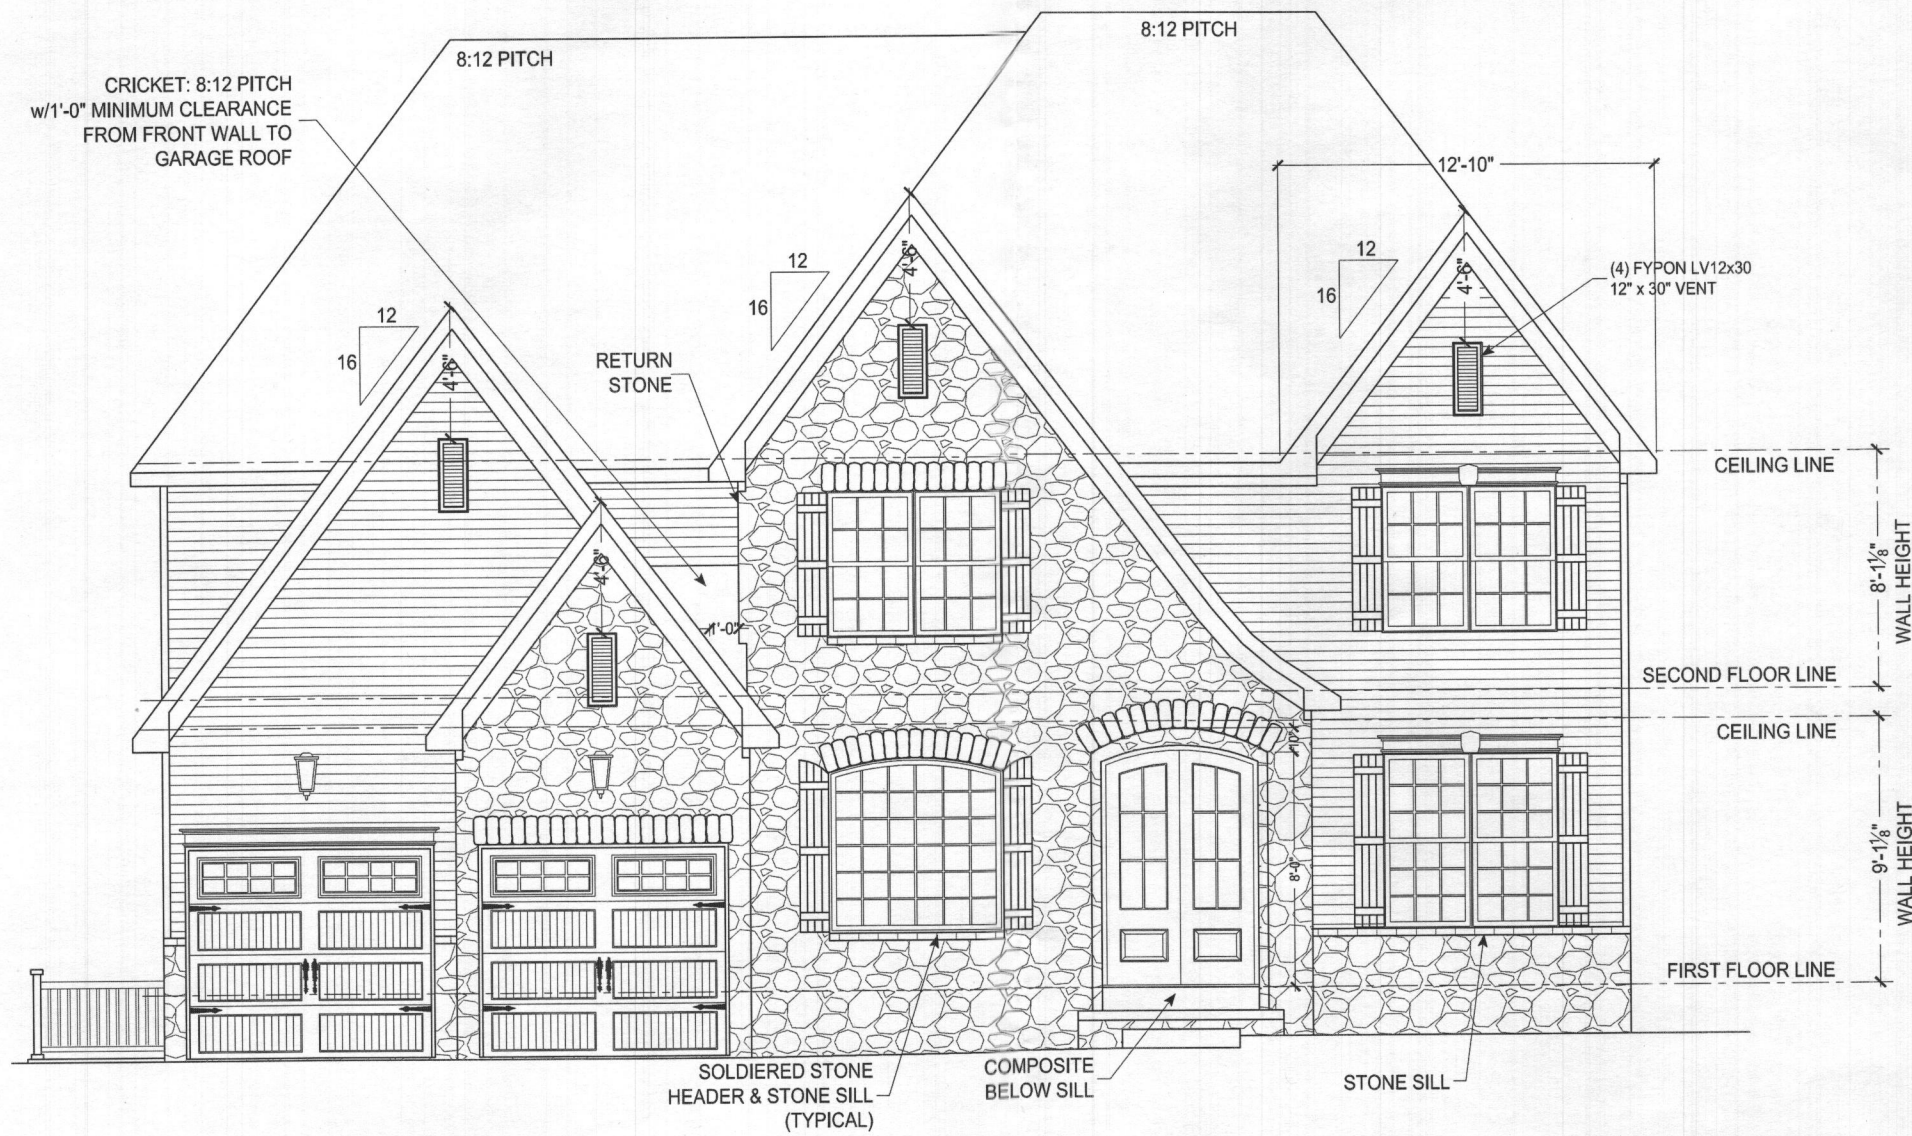 8:12 PITCH
8:12 PITCH
CRICKET: 8:12 PITCH
w/1'-0" MINIMUM CLEARANCE
FROM FRONT WALL TO
GARAGE ROOF
12'-10"
12
16
4'-6"
12
16
4'-6"
12
16
4'-6"
(4) FYPON LV12x30
12" x 30" VENT
RETURN
STONE
4'-6"
1'-0"
CEILING LINE
8'-1⅛"
WALL HEIGHT
SECOND FLOOR LINE
CEILING LINE
10"
8'-0"
9'-1⅛"
WALL HEIGHT
FIRST FLOOR LINE
SOLDIERED STONE
HEADER & STONE SILL
(TYPICAL)
COMPOSITE
BELOW SILL
STONE SILL